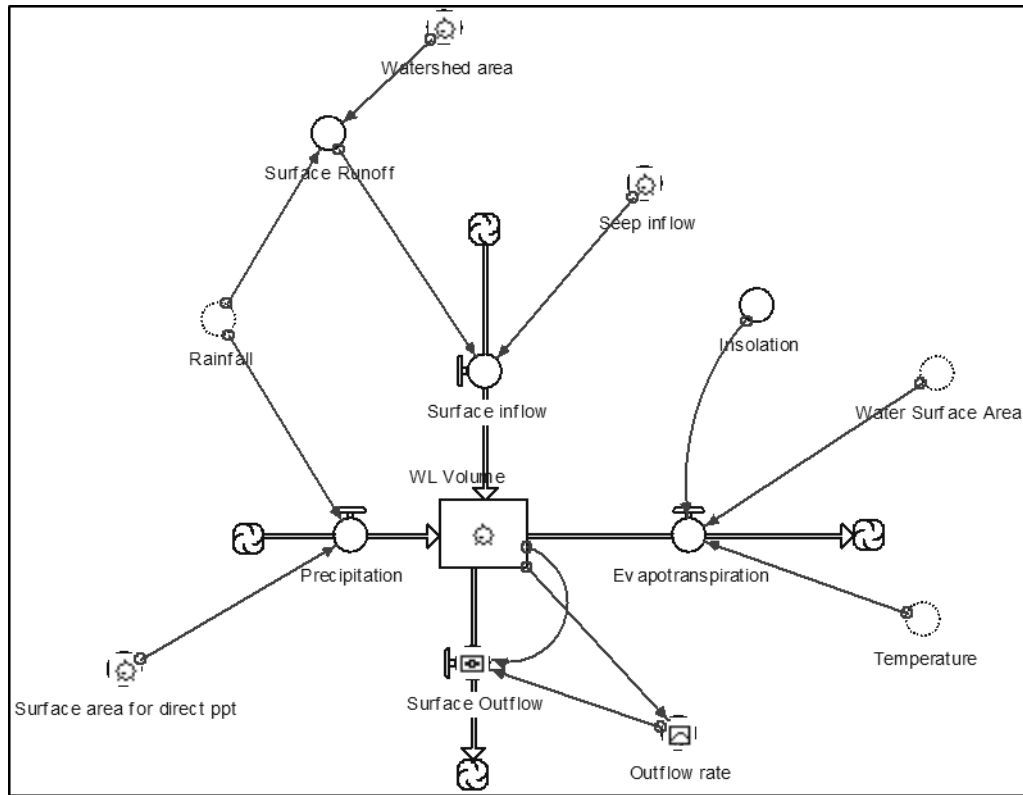 Watershed area
Surface Runoff
Seep inflow
Rainfall
Insolation
Surface inflow
Water Surface Area
WL Volume
Precipitation
Evapotranspiration
Temperature
Surface area for direct ppt
Surface Outflow
Outflow rate